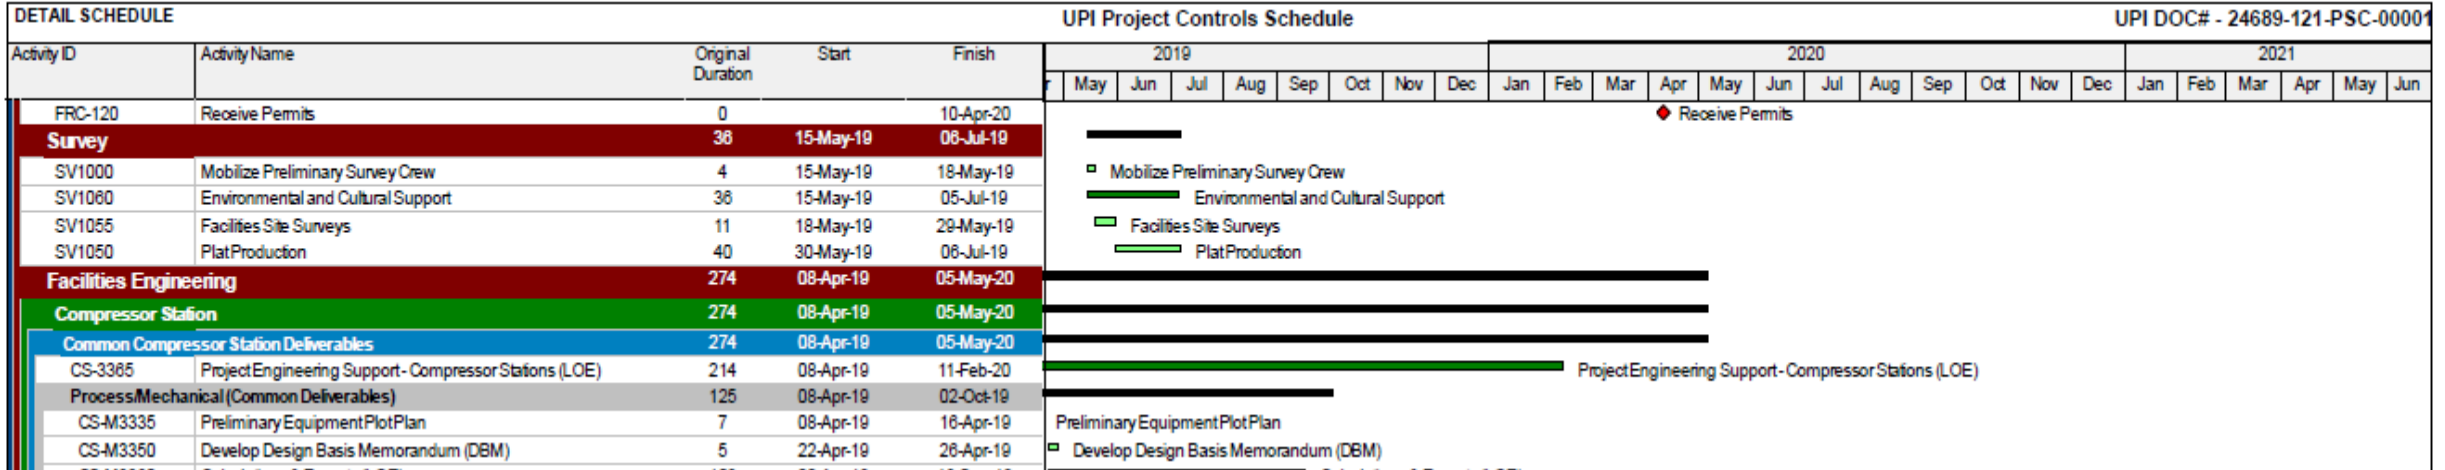 DETAIL SCHEDULE UPI Project Controls Schedule UPI DOC# - 24689-121-PSC-00001
Activity ID Activity Name Original Duration Start Finish 2019 2020 2021
r May Jun Jul Aug Sep Oct Nov Dec Jan Feb Mar Apr May Jun Jul Aug Sep Oct Nov Dec Jan Feb Mar Apr May Jun
FRC-120 Receive Permits 0 10-Apr-20 Receive Permits
Survey 36 15-May-19 06-Jul-19
SV1000 Mobilize Preliminary Survey Crew 4 15-May-19 18-May-19 Mobilize Preliminary Survey Crew
SV1060 Environmental and Cultural Support 36 15-May-19 05-Jul-19 Environmental and Cultural Support
SV1055 Facilities Site Surveys 11 18-May-19 29-May-19 Facilities Site Surveys
SV1050 Plat Production 40 30-May-19 06-Jul-19 Plat Production
Facilities Engineering 274 08-Apr-19 05-May-20
Compressor Station 274 08-Apr-19 05-May-20
Common Compressor Station Deliverables 274 08-Apr-19 05-May-20
CS-3365 Project Engineering Support - Compressor Stations (LOE) 214 08-Apr-19 11-Feb-20 Project Engineering Support - Compressor Stations (LOE)
Process/Mechanical (Common Deliverables) 125 08-Apr-19 02-Oct-19
CS-M3335 Preliminary Equipment Plot Plan 7 08-Apr-19 16-Apr-19 Preliminary Equipment Plot Plan
CS-M3350 Develop Design Basis Memorandum (DBM) 5 22-Apr-19 26-Apr-19 Develop Design Basis Memorandum (DBM)